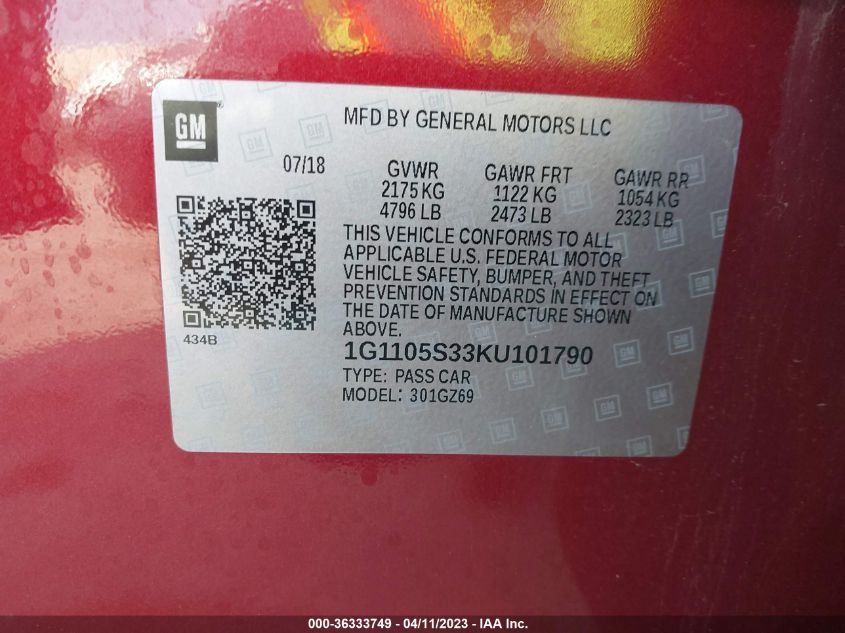 GM
MFD BY GENERAL MOTORS LLC
07/18 GVWR GAWR FRT GAWR RR
2175 KG 1122 KG 1054 KG
4796 LB 2473 LB 2323 LB
THIS VEHICLE CONFORMS TO ALL
APPLICABLE U.S. FEDERAL MOTOR
VEHICLE SAFETY, BUMPER, AND THEFT
PREVENTION STANDARDS IN EFFECT ON
THE DATE OF MANUFACTURE SHOWN
ABOVE.
434B
1G1105S33KU101790
TYPE: PASS CAR
MODEL: 301GZ69
000-36333749 - 04/11/2023 - IAA Inc.